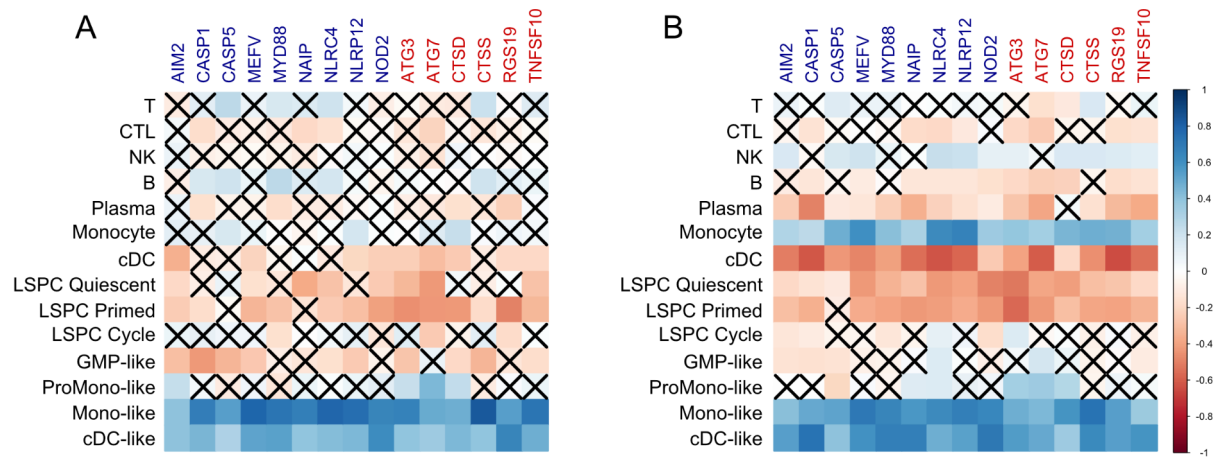 A
AIM2 CASP1 CASP5 MEFV MYD88 NAIP NLRC4 NLRP12 NOD2 ATG3 ATG7 CTSD CTSS RGS19 TNFSF10
T
CTL
NK
B
Plasma
Monocyte
cDC
LSPC Quiescent
LSPC Primed
LSPC Cycle
GMP-like
ProMono-like
Mono-like
cDC-like
B
AIM2 CASP1 CASP5 MEFV MYD88 NAIP NLRC4 NLRP12 NOD2 ATG3 ATG7 CTSD CTSS RGS19 TNFSF10
T
CTL
NK
B
Plasma
Monocyte
cDC
LSPC Quiescent
LSPC Primed
LSPC Cycle
GMP-like
ProMono-like
Mono-like
cDC-like
1
0.8
0.6
0.4
0.2
0
-0.2
-0.4
-0.6
-0.8
-1